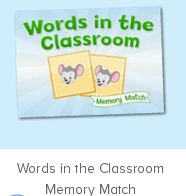 Words in the
Classroom
Memory Match
Words in the Classroom
Memory Match